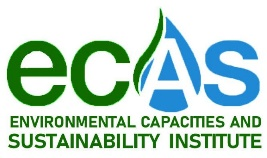 ecAs
ENVIRONMENTAL CAPACITIES AND
SUSTAINABILITY INSTITUTE